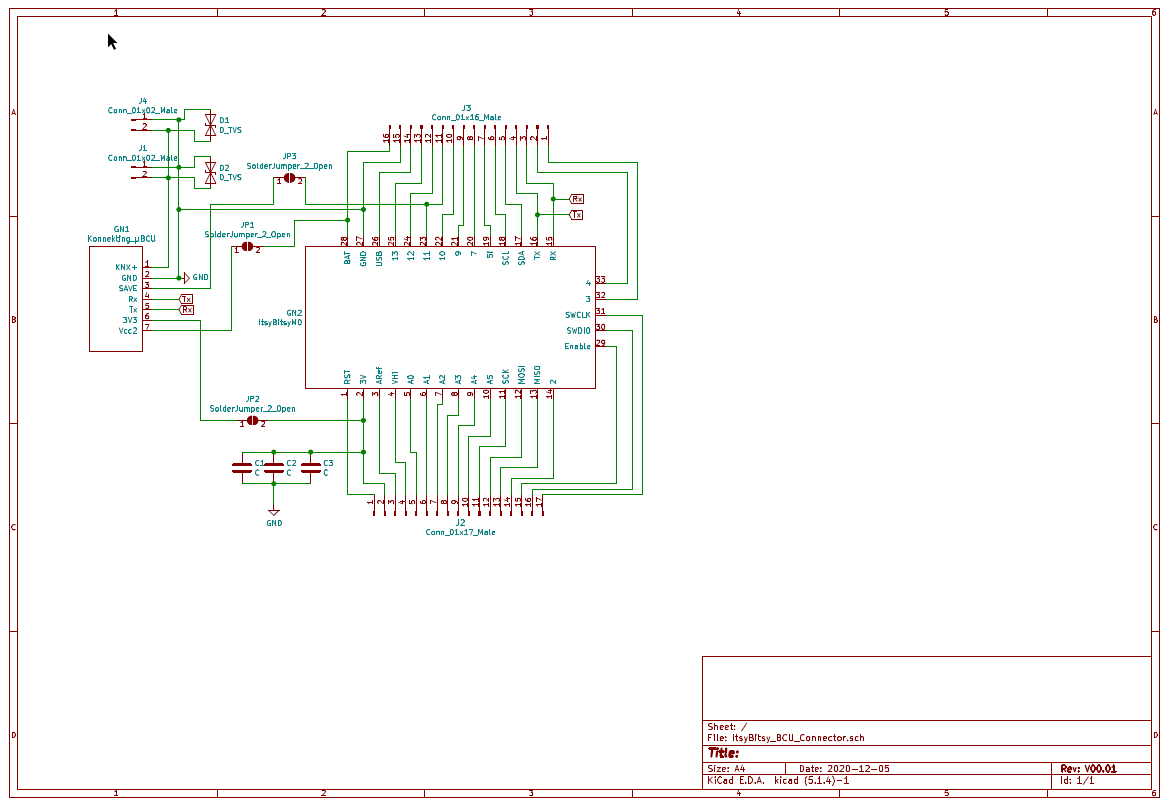 1 2 3 4 5 6
A A
J4
Conn_01x02_Male
1
2
D1
D_TVS
J3
Conn_01x16_Male
16 15 14 13 12 11 10 9 8 7 6 5 4 3 2 1
J1
Conn_01x02_Male
1
2
D2
D_TVS
JP3
SolderJumper_2_Open
1 2
Rx
Tx
JP1
SolderJumper_2_Open
1 2
GN1
Konnekting_µBCU
KNX+ 1
GND 2
SAVE 3
Rx 4
Tx 5
3V3 6
Vcc2 7
GND
Tx
Rx
28 27 26 25 24 23 22 21 20 19 18 17 16 15
BAT GND USB 13 12 11 10 9 7 5! SCL SDA TX RX
4 33
3 32
SWCLK 31
SWDIO 30
Enable 29
GN2
ItsyBitsyM0
B B
RST 3V ARef VHi A0 A1 A2 A3 A4 A5 SCK MOSI MISO 2
1 2 3 4 5 6 7 8 9 10 11 12 13 14
JP2
SolderJumper_2_Open
1 2
C1
C
C2
C
C3
C
GND
1 2 3 4 5 6 7 8 9 10 11 12 13 14 15 16 17
J2
Conn_01x17_Male
C C
D D
Sheet: /
File: ItsyBitsy_BCU_Connector.sch
Title:
Size: A4 Date: 2020-12-05 Rev: V00.01
KiCad E.D.A. kicad (5.1.4)-1 Id: 1/1
1 2 3 4 5 6